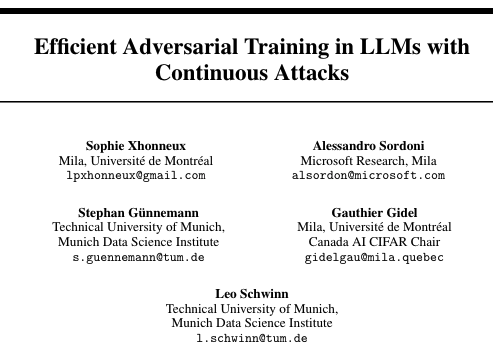 Efficient Adversarial Training in LLMs with
Continuous Attacks
Sophie Xhonneux
Mila, Université de Montréal
lpxhonneux@gmail.com
Alessandro Sordoni
Microsoft Research, Mila
alsordon@microsoft.com
Stephan Günnemann
Technical University of Munich,
Munich Data Science Institute
s.guennemann@tum.de
Gauthier Gidel
Mila, Université de Montréal
Canada AI CIFAR Chair
gidelgau@mila.quebec
Leo Schwinn
Technical University of Munich,
Munich Data Science Institute
l.schwinn@tum.de